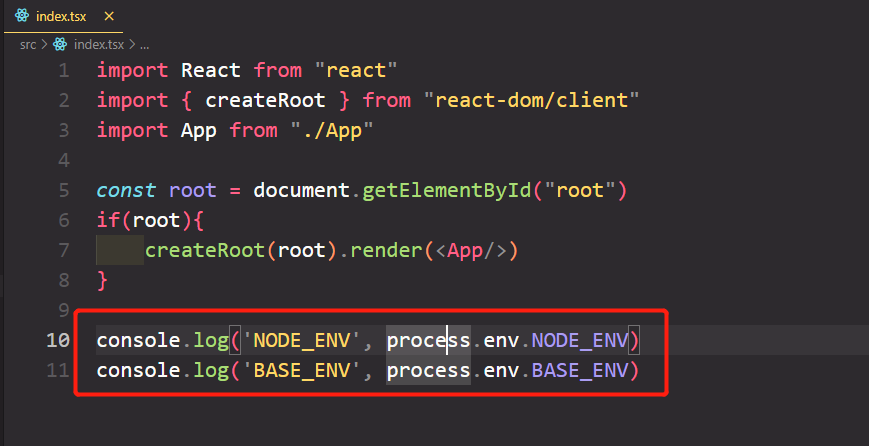 index.tsx ×
src > index.tsx > ...
1 import React from "react"
2 import { createRoot } from "react-dom/client"
3 import App from "./App"
4
5 const root = document.getElementById("root")
6 if(root){
7     createRoot(root).render(<App/>)
8 }
9
10 console.log('NODE_ENV', process.env.NODE_ENV)
11 console.log('BASE_ENV', process.env.BASE_ENV)